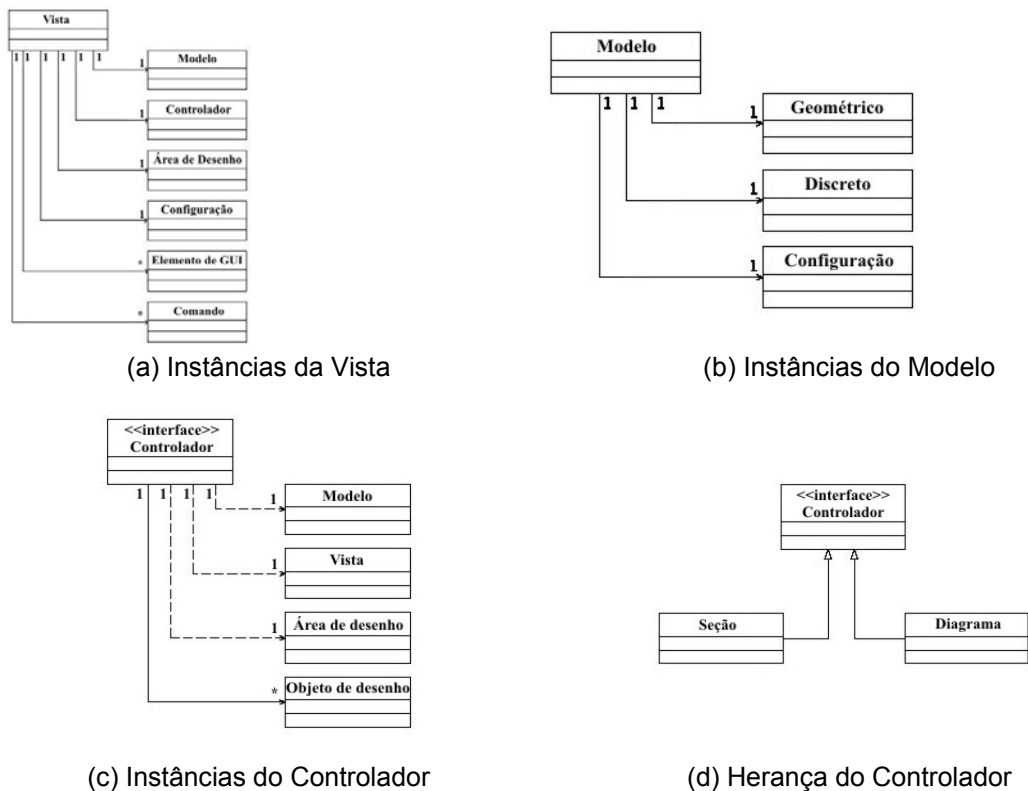 Vista
1 1 1 1 1 1
1 Modelo
1 Controlador
1 Área de Desenho
1 Configuração
* Elemento de GUI
* Comando
(a) Instâncias da Vista
Modelo
1 1 1
1 Geométrico
1 Discreto
1 Configuração
(b) Instâncias do Modelo
<<interface>>
Controlador
1 1 1 1
1 Modelo
1 Vista
1 Área de desenho
* Objeto de desenho
(c) Instâncias do Controlador
<<interface>>
Controlador
Seção
Diagrama
(d) Herança do Controlador